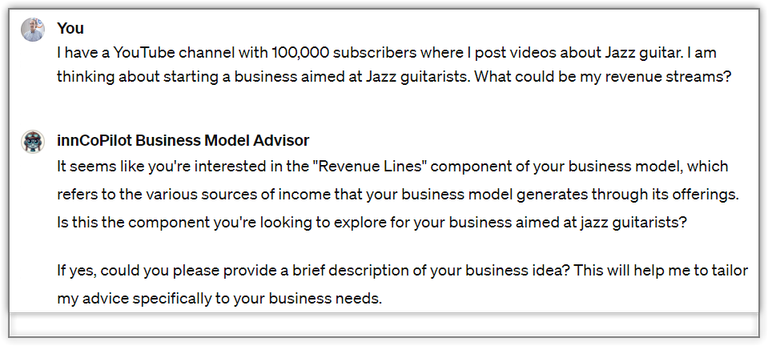 You
I have a YouTube channel with 100,000 subscribers where I post videos about Jazz guitar. I am
thinking about starting a business aimed at Jazz guitarists. What could be my revenue streams?
innCoPilot Business Model Advisor
It seems like you're interested in the "Revenue Lines" component of your business model, which
refers to the various sources of income that your business model generates through its offerings.
Is this the component you're looking to explore for your business aimed at jazz guitarists?
If yes, could you please provide a brief description of your business idea? This will help me to tailor
my advice specifically to your business needs.